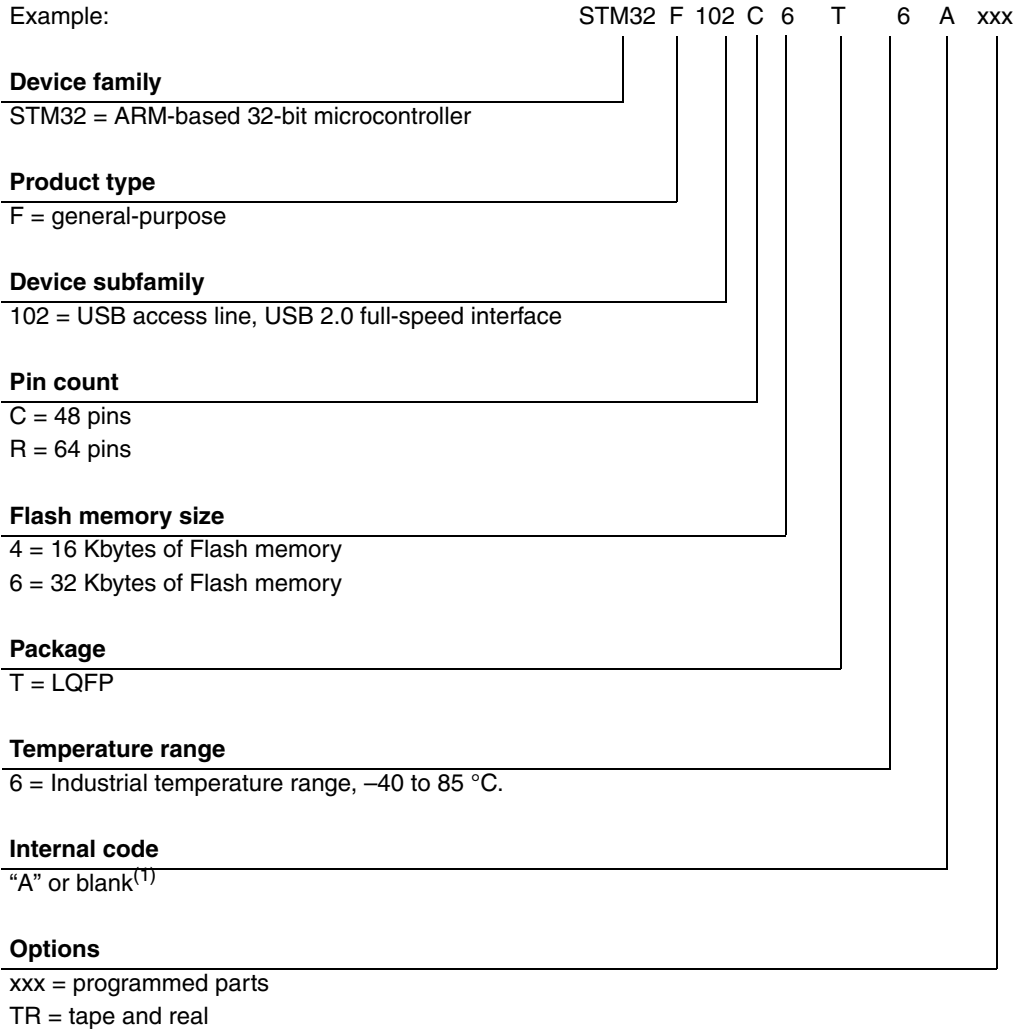 Example: STM32 F 102 C 6 T 6 A xxx
Device family
STM32 = ARM-based 32-bit microcontroller
Product type
F = general-purpose
Device subfamily
102 = USB access line, USB 2.0 full-speed interface
Pin count
C = 48 pins
R = 64 pins
Flash memory size
4 = 16 Kbytes of Flash memory
6 = 32 Kbytes of Flash memory
Package
T = LQFP
Temperature range
6 = Industrial temperature range, –40 to 85 °C.
Internal code
“A” or blank(1)
Options
xxx = programmed parts
TR = tape and real